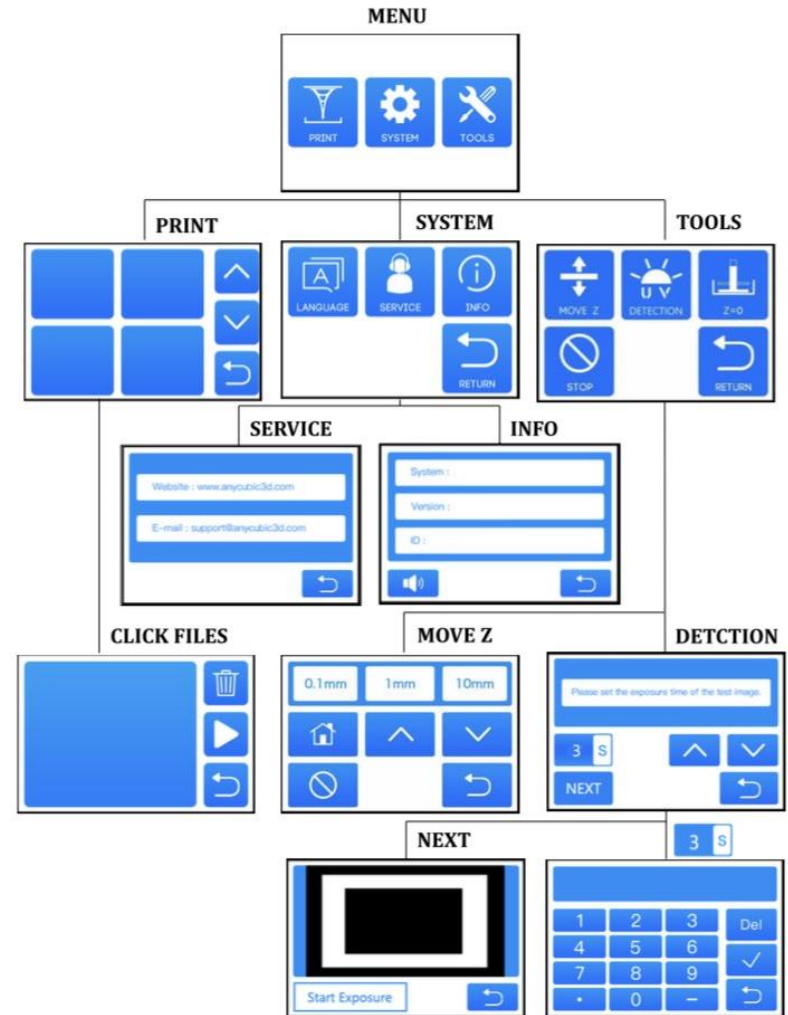 MENU
PRINT
SYSTEM
TOOLS
PRINT
SYSTEM
TOOLS
LANGUAGE
SERVICE
INFO
RETURN
MOVE Z
UV
DETECTION
Z=0
STOP
RETURN
SERVICE
INFO
Website : www.anycubic3d.com
E-mail : support@anycubic3d.com
System :
Version :
ID :
CLICK FILES
MOVE Z
DETCTION
0.1mm
1mm
10mm
Please set the exposure time of the test image.
3 S
NEXT
NEXT
3 S
Start Exposure
1 2 3 Del
4 5 6
7 8 9
. 0 –